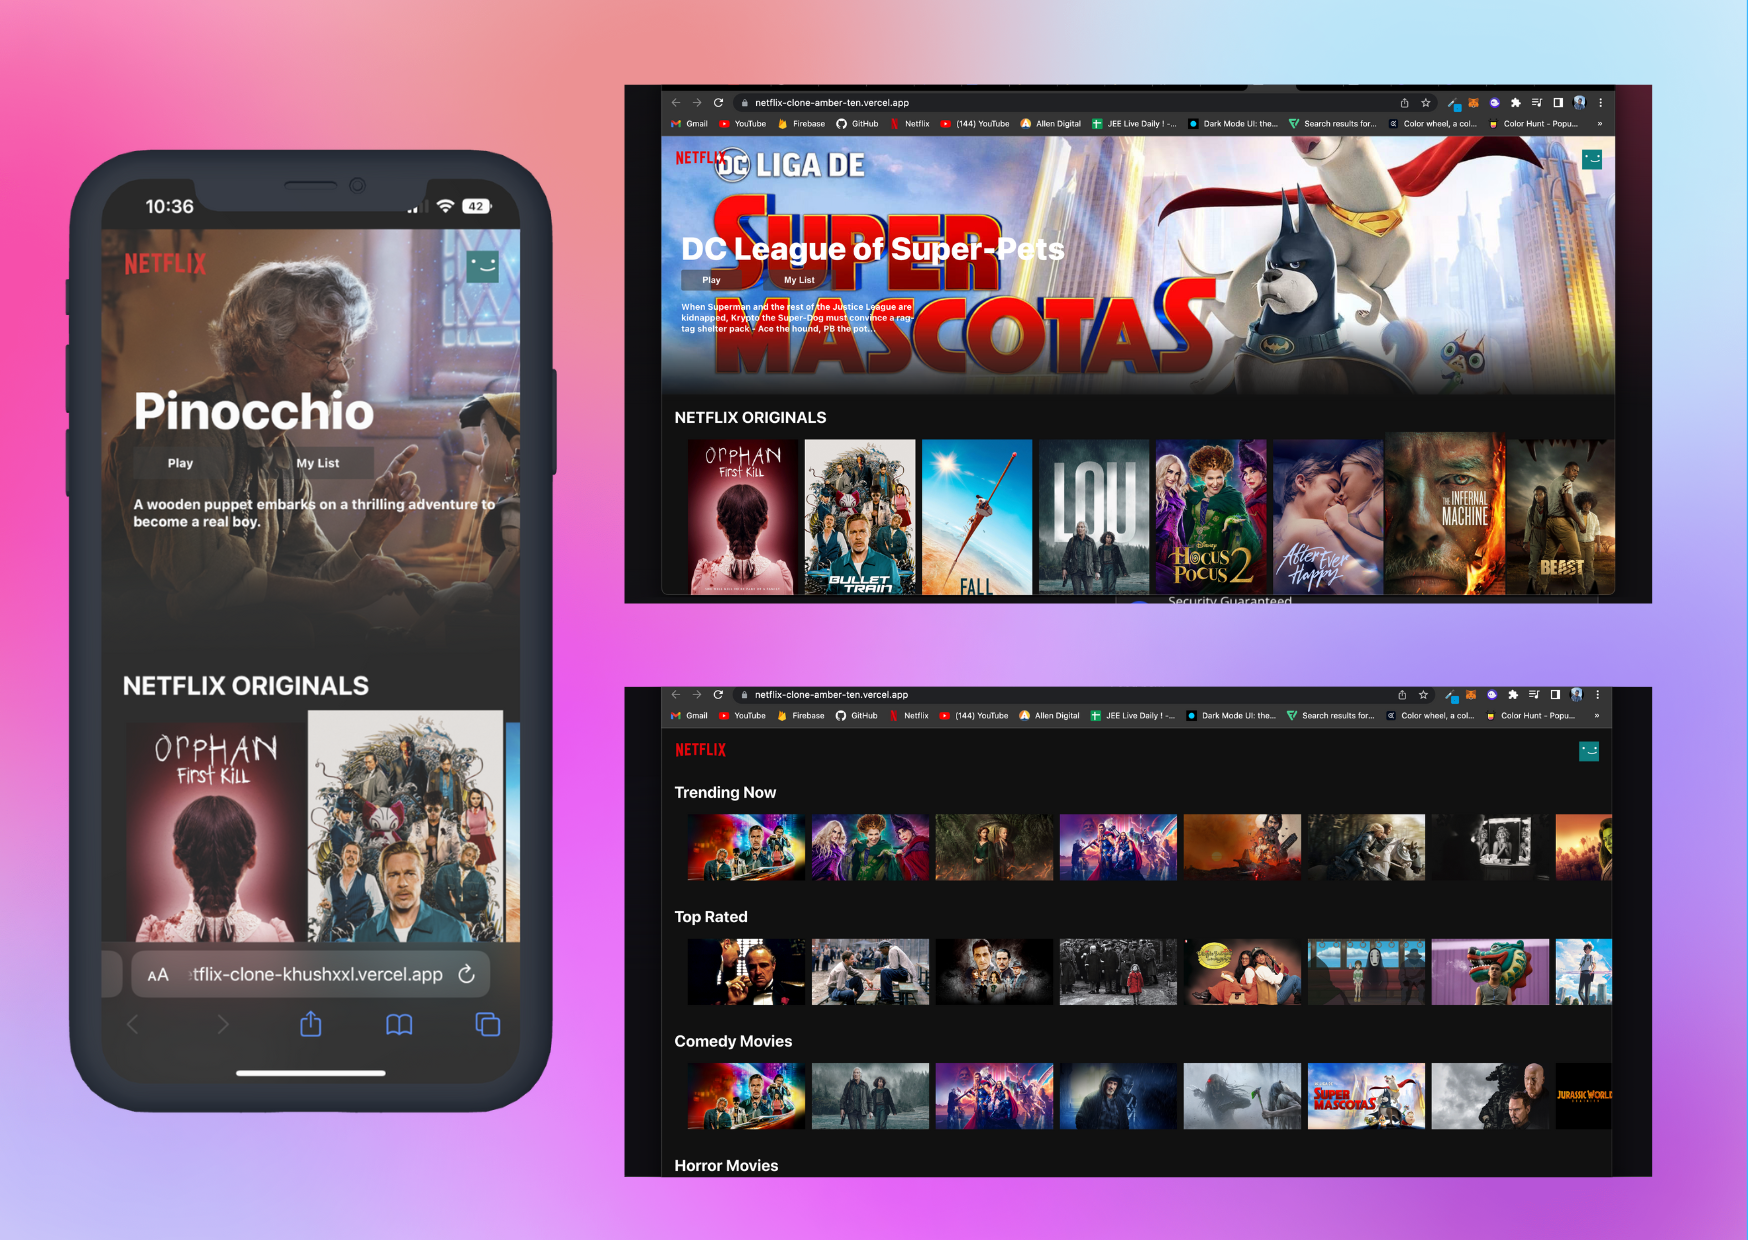 10:36
42
NETFLIX
Pinocchio
Play
My List
A wooden puppet embarks on a thrilling adventure to
become a real boy.
NETFLIX ORIGINALS
ORPHAN
First Kill
AA
tflix-clone-khushxxl.vercel.app
netflix-clone-amber-ten.vercel.app
Gmail YouTube Firebase GitHub Netflix (144) YouTube Allen Digital JEE Live Daily ! -... Dark Mode UI: the... Search results for... Color wheel, a col... Color Hunt - Popu... »
NETFLIX
DC LIGA DE
SUPER
MASCOTAS
DC League of Super-Pets
Play
My List
When Superman and the rest of the Justice League are
kidnapped, Krypto the Super-Dog must convince a rag-
tag shelter pack - Ace the hound, PB the pot...
NETFLIX ORIGINALS
ORPHAN
First Kill
BULLET
TRAIN
FALL
LOU
Disney
HOCUS
POCUS 2
After Ever
Happy
THE INFERNAL
MACHINE
BEAST
Security Guaranteed
netflix-clone-amber-ten.vercel.app
Gmail YouTube Firebase GitHub Netflix (144) YouTube Allen Digital JEE Live Daily ! -... Dark Mode UI: the... Search results for... Color wheel, a col... Color Hunt - Popu... »
NETFLIX
Trending Now
Top Rated
Comedy Movies
SUPER
MASCOTAS
JURASSIC WORLD
Horror Movies